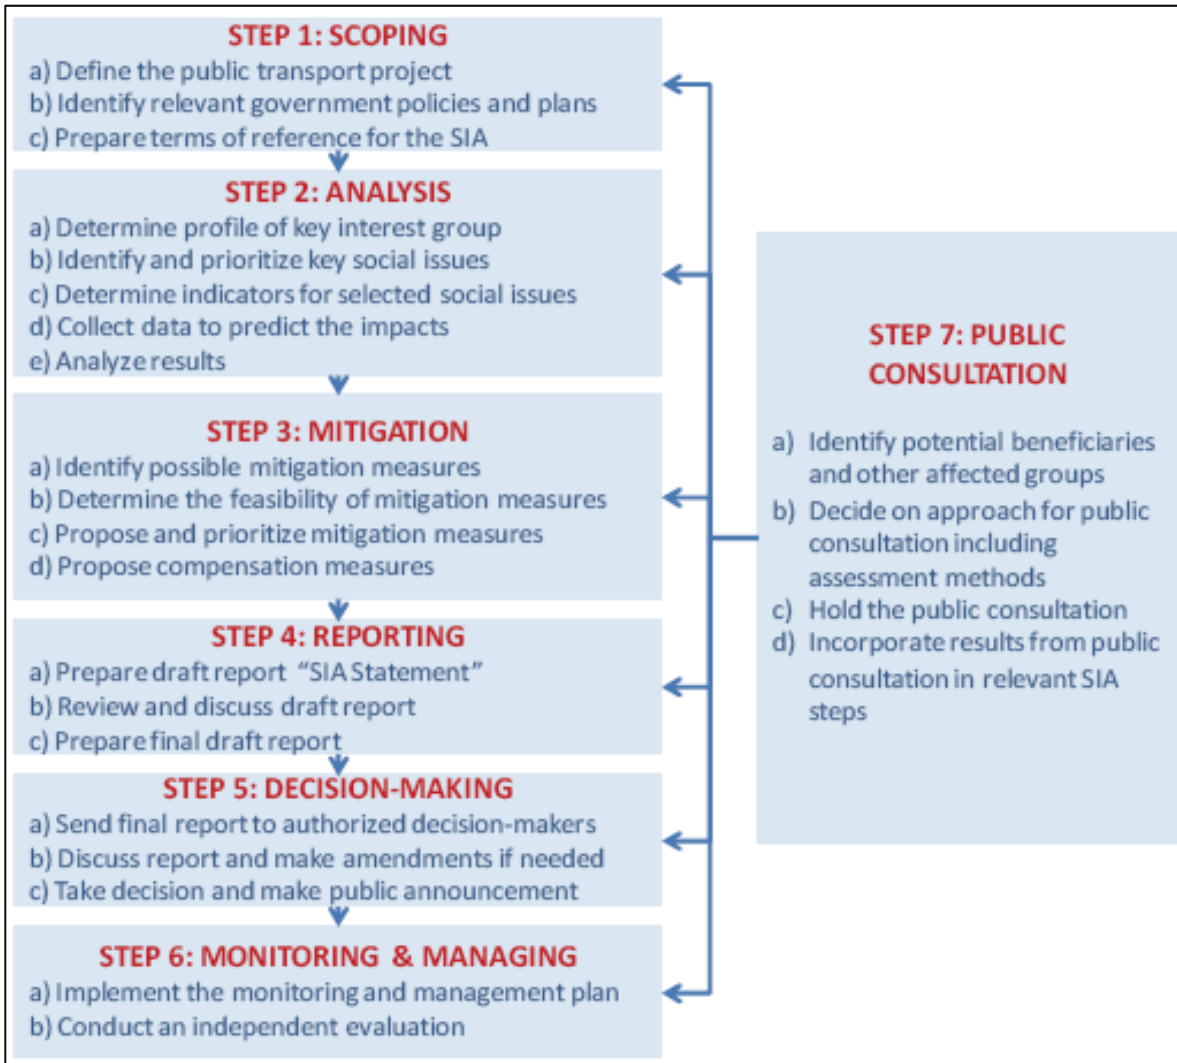 STEP 1: SCOPING
a) Define the public transport project
b) Identify relevant government policies and plans
c) Prepare terms of reference for the SIA
STEP 2: ANALYSIS
a) Determine profile of key interest group
b) Identify and prioritize key social issues
c) Determine indicators for selected social issues
d) Collect data to predict the impacts
e) Analyze results
STEP 3: MITIGATION
a) Identify possible mitigation measures
b) Determine the feasibility of mitigation measures
c) Propose and prioritize mitigation measures
d) Propose compensation measures
STEP 4: REPORTING
a) Prepare draft report “SIA Statement”
b) Review and discuss draft report
c) Prepare final draft report
STEP 5: DECISION-MAKING
a) Send final report to authorized decision-makers
b) Discuss report and make amendments if needed
c) Take decision and make public announcement
STEP 6: MONITORING & MANAGING
a) Implement the monitoring and management plan
b) Conduct an independent evaluation
STEP 7: PUBLIC
CONSULTATION
a) Identify potential beneficiaries
and other affected groups
b) Decide on approach for public
consultation including
assessment methods
c) Hold the public consultation
d) Incorporate results from public
consultation in relevant SIA
steps